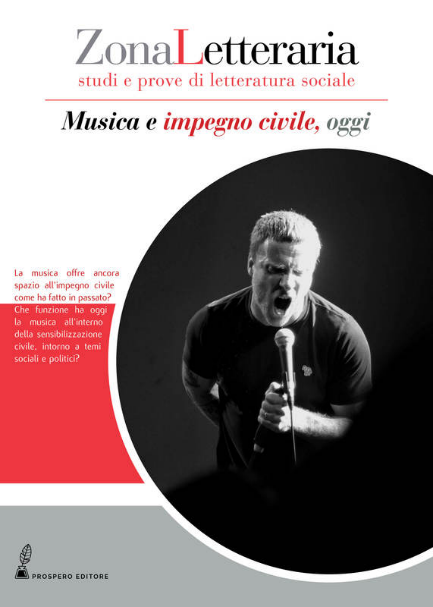 ZonaLetteraria
studi e prove di letteratura sociale
Musica e impegno civile, oggi
La musica offre ancora
spazio all'impegno civile
come ha fatto in passato?
Che funzione ha oggi
la musica all'interno
della sensibilizzazione
civile, intorno a temi
sociali e politici?
PROSPERO EDITORE